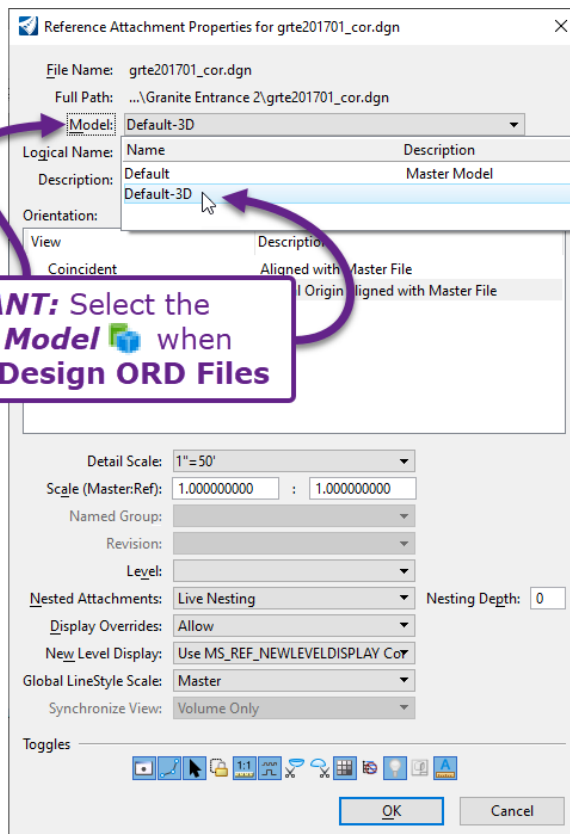 Reference Attachment Properties for grte201701_cor.dgn
File Name: grte201701_cor.dgn
Full Path: ...\Granite Entrance 2\grte201701_cor.dgn
Model: Default-3D
Logical Name:
Name Description
Description:
Default Master Model
Default-3D
Orientation:
View Description
Coincident Aligned with Master File
l Origin aligned with Master File
ANT: Select the
Model when
Design ORD Files
Detail Scale: 1"=50'
Scale (Master:Ref): 1.000000000 : 1.000000000
Named Group:
Revision:
Level:
Nested Attachments: Live Nesting Nesting Depth: 0
Display Overrides: Allow
New Level Display: Use MS_REF_NEWLEVELDISPLAY Cor
Global LineStyle Scale: Master
Synchronize View: Volume Only
Toggles
1:1
A
OK Cancel